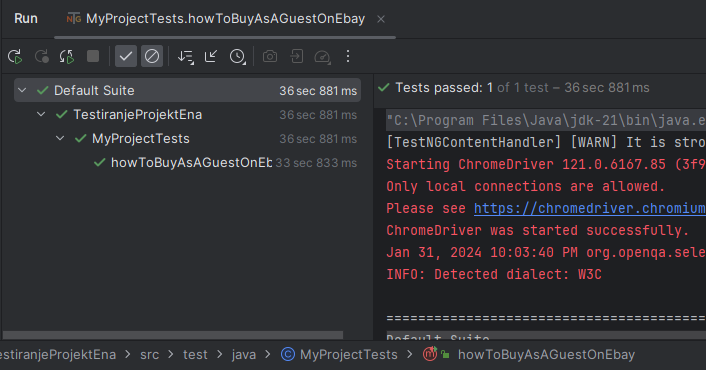 Run
MyProjectTests.howToBuyAsAGuestOnEbay
Default Suite 36 sec 881 ms
Tests passed: 1 of 1 test – 36 sec 881 ms
TestiranjeProjektEna 36 sec 881 ms
MyProjectTests 36 sec 881 ms
howToBuyAsAGuestOnEb 33 sec 833 ms
"C:\Program Files\Java\jdk-21\bin\java.e
[TestNGContentHandler] [WARN] It is stro
Starting ChromeDriver 121.0.6167.85 (3f9
Only local connections are allowed.
Please see https://chromedriver.chromium
ChromeDriver was started successfully.
Jan 31, 2024 10:03:40 PM org.openqa.sele
INFO: Detected dialect: W3C
===============================================
Default Suite
estiranjeProjektEna > src > test > java > MyProjectTests > howToBuyAsAGuestOnEbay